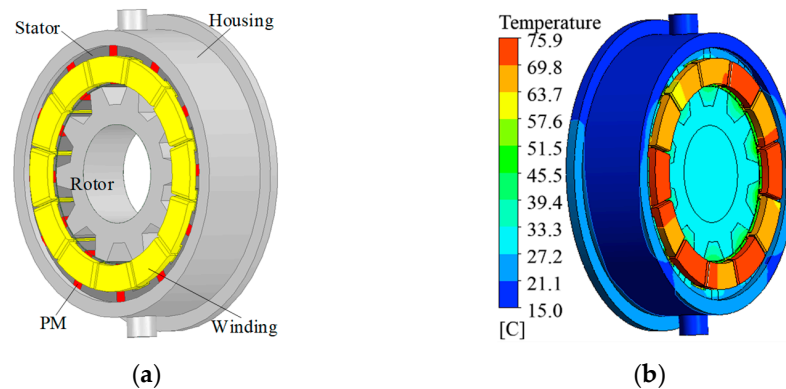 Stator
Housing
Rotor
PM
Winding
(a)
Temperature
75.9
69.8
63.7
57.6
51.5
45.5
39.4
33.3
27.2
21.1
15.0
[C]
(b)